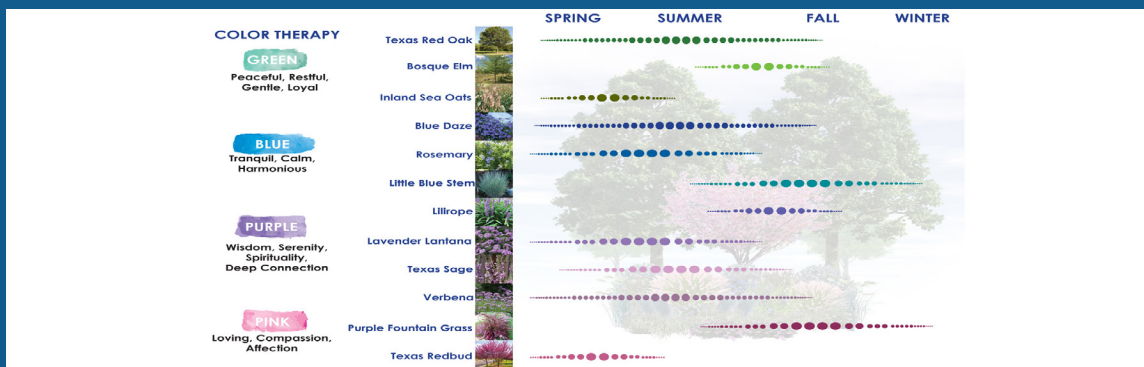 SPRING SUMMER FALL WINTER
COLOR THERAPY
GREEN
Peaceful, Restful,
Gentle, Loyal
BLUE
Tranquil, Calm,
Harmonious
PURPLE
Wisdom, Serenity,
Spirituality,
Deep Connection
PINK
Loving, Compassion,
Affection
Texas Red Oak
Bosque Elm
Inland Sea Oats
Blue Daze
Rosemary
Little Blue Stem
Lilirope
Lavender Lantana
Texas Sage
Verbena
Purple Fountain Grass
Texas Redbud